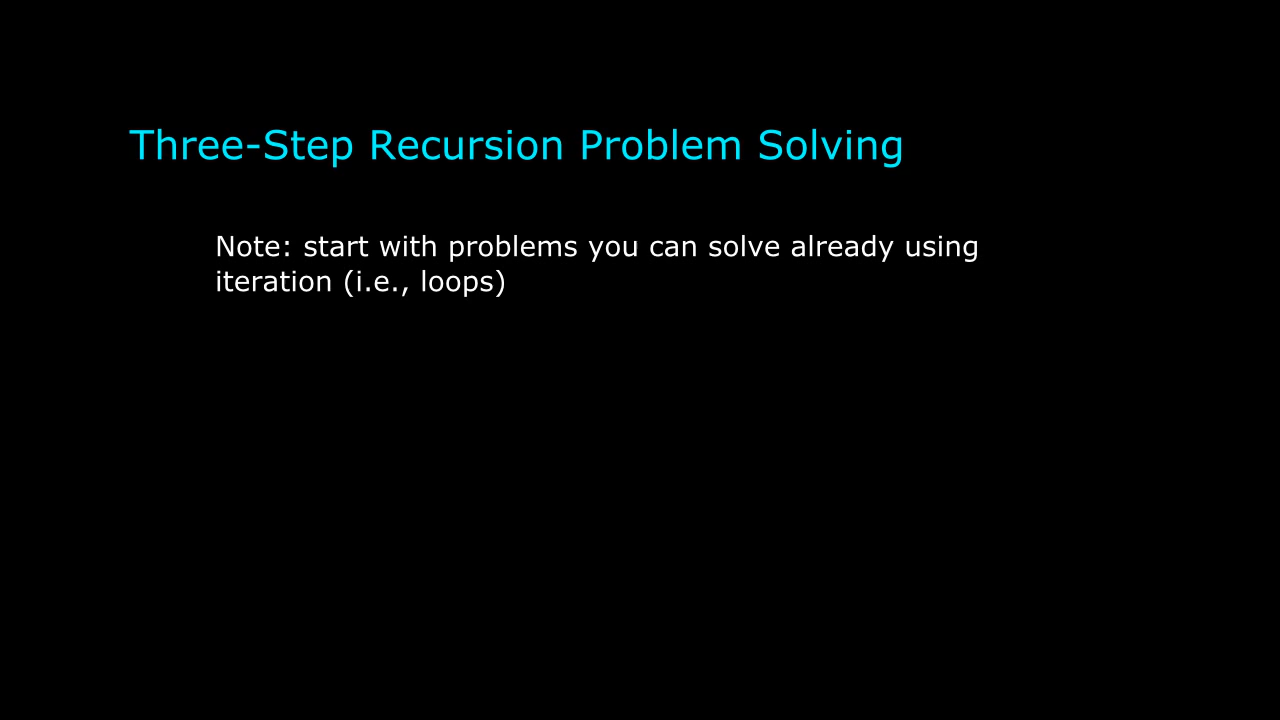 Three-Step Recursion Problem Solving
Note: start with problems you can solve already using
iteration (i.e., loops)